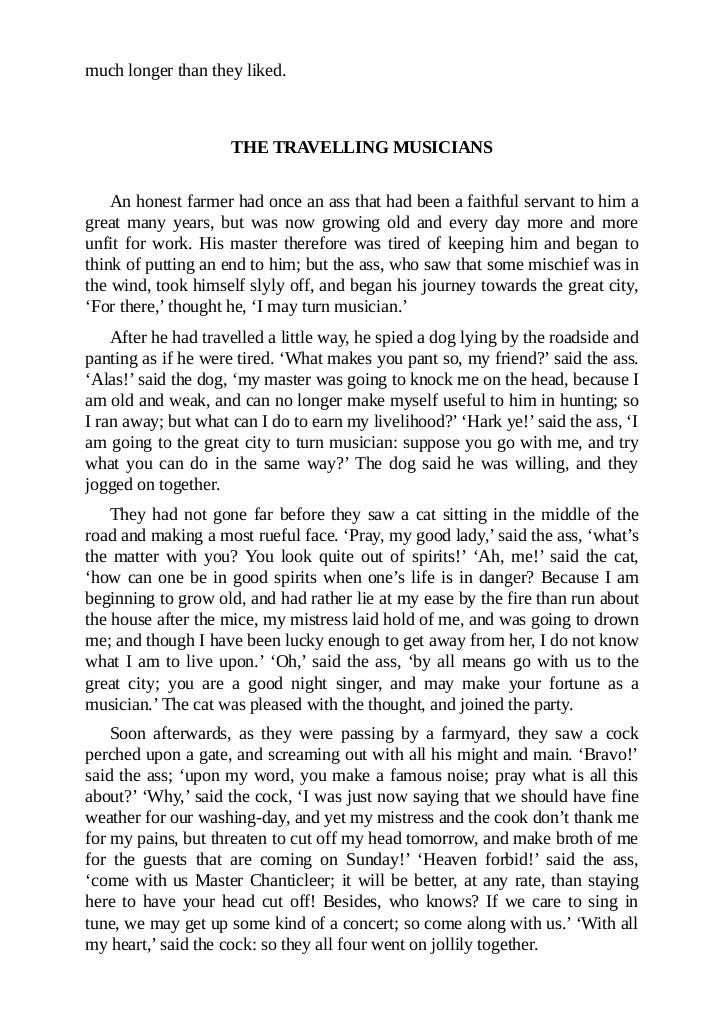 much longer than they liked.
THE TRAVELLING MUSICIANS
An honest farmer had once an ass that had been a faithful servant to him a
great many years, but was now growing old and every day more and more
unfit for work. His master therefore was tired of keeping him and began to
think of putting an end to him; but the ass, who saw that some mischief was in
the wind, took himself slyly off, and began his journey towards the great city,
‘For there,’ thought he, ‘I may turn musician.’
After he had travelled a little way, he spied a dog lying by the roadside and
panting as if he were tired. ‘What makes you pant so, my friend?’ said the ass.
‘Alas!’ said the dog, ‘my master was going to knock me on the head, because I
am old and weak, and can no longer make myself useful to him in hunting; so
I ran away; but what can I do to earn my livelihood?’ ‘Hark ye!’ said the ass, ‘I
am going to the great city to turn musician: suppose you go with me, and try
what you can do in the same way?’ The dog said he was willing, and they
jogged on together.
They had not gone far before they saw a cat sitting in the middle of the
road and making a most rueful face. ‘Pray, my good lady,’ said the ass, ‘what’s
the matter with you? You look quite out of spirits!’ ‘Ah, me!’ said the cat,
‘how can one be in good spirits when one’s life is in danger? Because I am
beginning to grow old, and had rather lie at my ease by the fire than run about
the house after the mice, my mistress laid hold of me, and was going to drown
me; and though I have been lucky enough to get away from her, I do not know
what I am to live upon.’ ‘Oh,’ said the ass, ‘by all means go with us to the
great city; you are a good night singer, and may make your fortune as a
musician.’ The cat was pleased with the thought, and joined the party.
Soon afterwards, as they were passing by a farmyard, they saw a cock
perched upon a gate, and screaming out with all his might and main. ‘Bravo!’
said the ass; ‘upon my word, you make a famous noise; pray what is all this
about?’ ‘Why,’ said the cock, ‘I was just now saying that we should have fine
weather for our washing-day, and yet my mistress and the cook don’t thank me
for my pains, but threaten to cut off my head tomorrow, and make broth of me
for the guests that are coming on Sunday!’ ‘Heaven forbid!’ said the ass,
‘come with us Master Chanticleer; it will be better, at any rate, than staying
here to have your head cut off! Besides, who knows? If we care to sing in
tune, we may get up some kind of a concert; so come along with us.’ ‘With all
my heart,’ said the cock: so they all four went on jollily together.